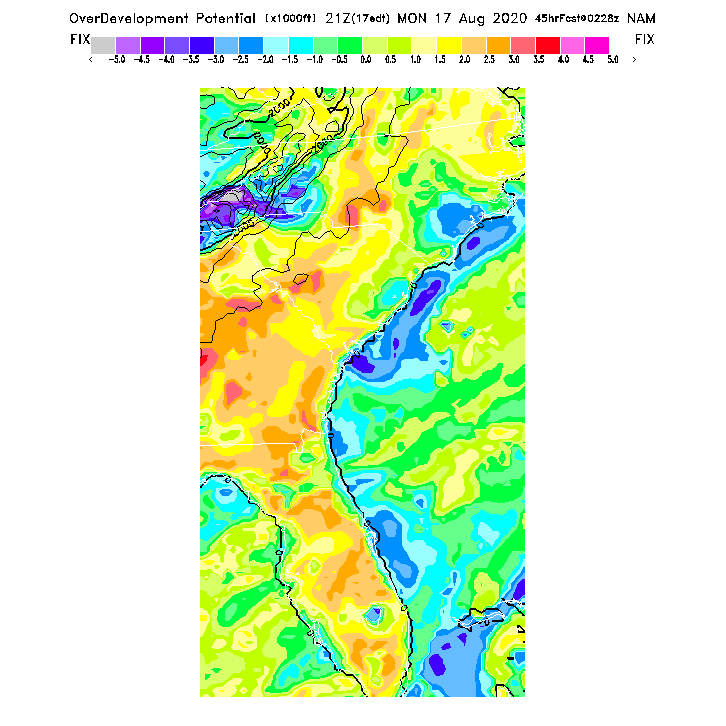 OverDevelopment Potential [x1000ft] 21Z(17edt) MON 17 Aug 2020 45hrFcst@0228z NAM
FIX FIX
< -5.0 -4.5 -4.0 -3.5 -3.0 -2.5 -2.0 -1.5 -1.0 -0.5 0.0 0.5 1.0 1.5 2.0 2.5 3.0 3.5 4.0 4.5 5.0 >
2000
2000